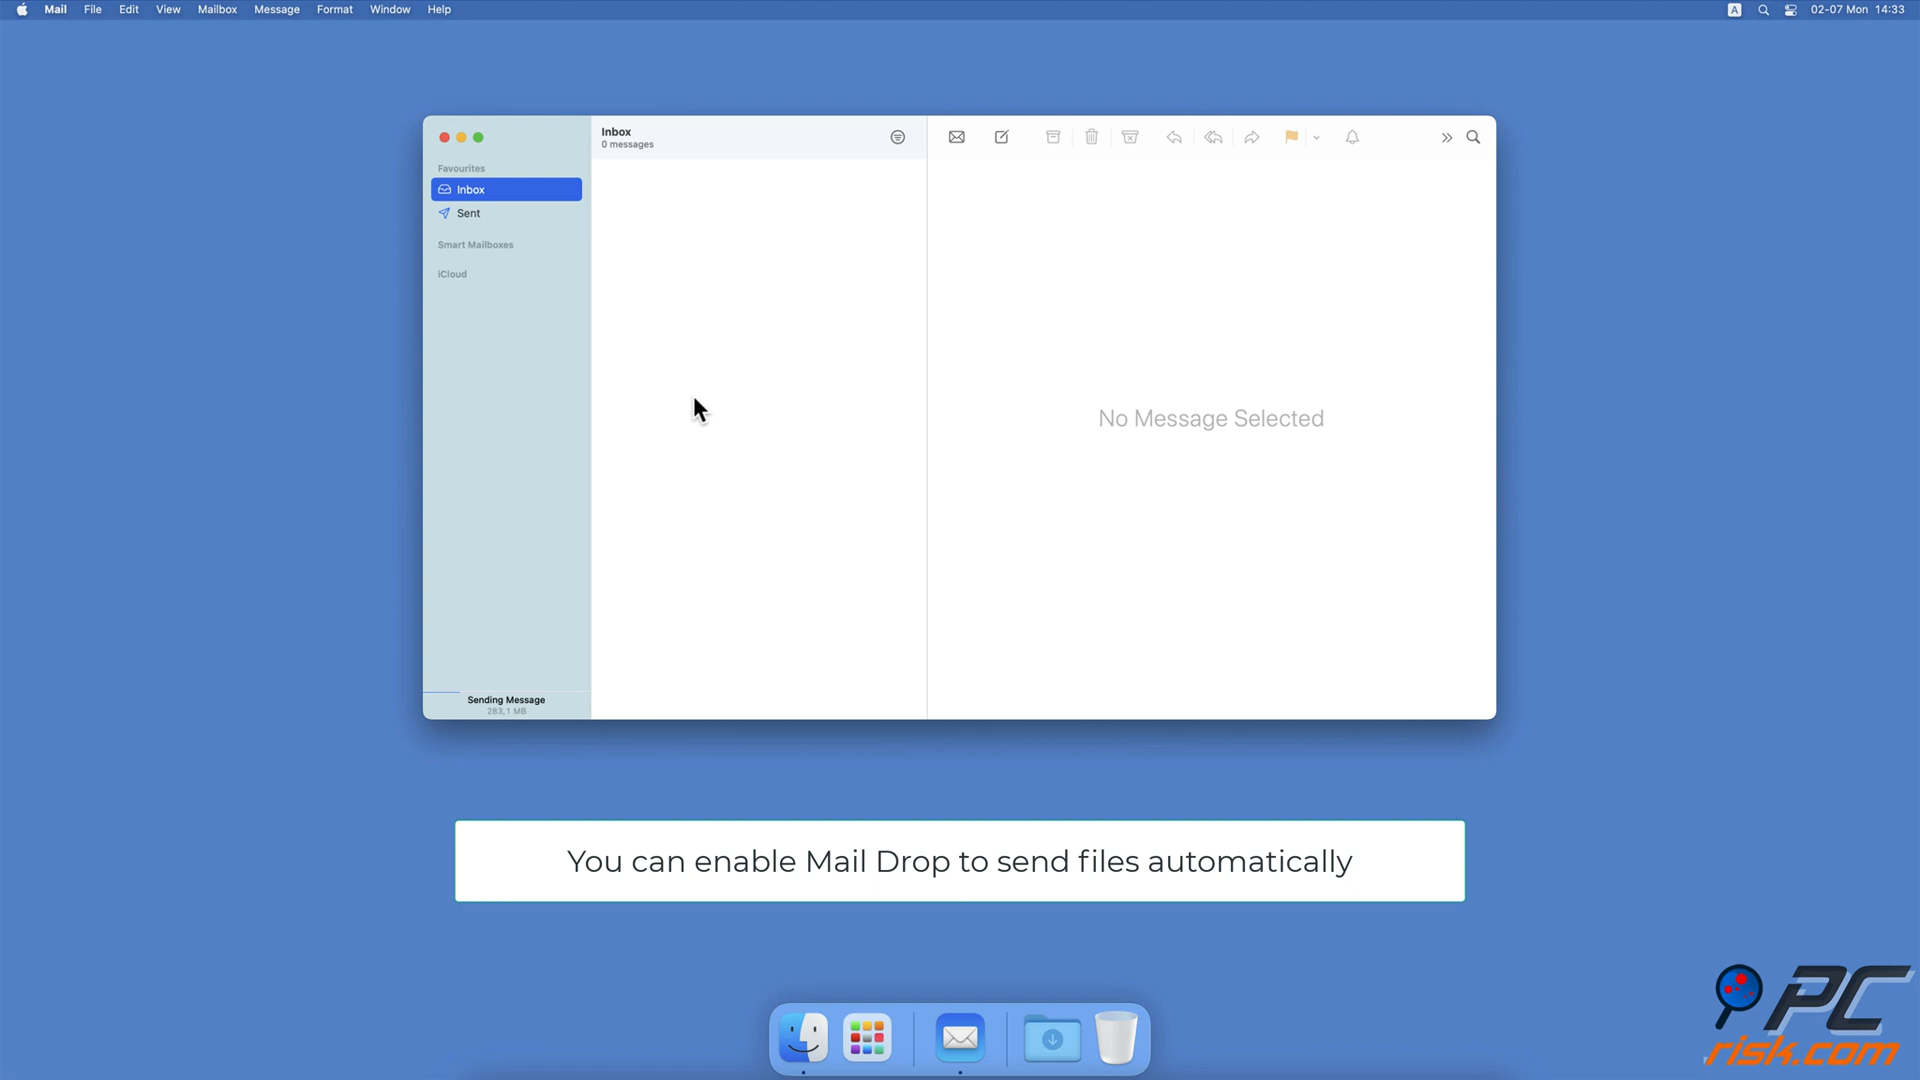 Mail File Edit View Mailbox Message Format Window Help
A 02-07 Mon 14:33
Inbox
0 messages
Favourites
Inbox
Sent
Smart Mailboxes
iCloud
No Message Selected
Sending Message
283,1 MB
You can enable Mail Drop to send files automatically
PC
risk.com